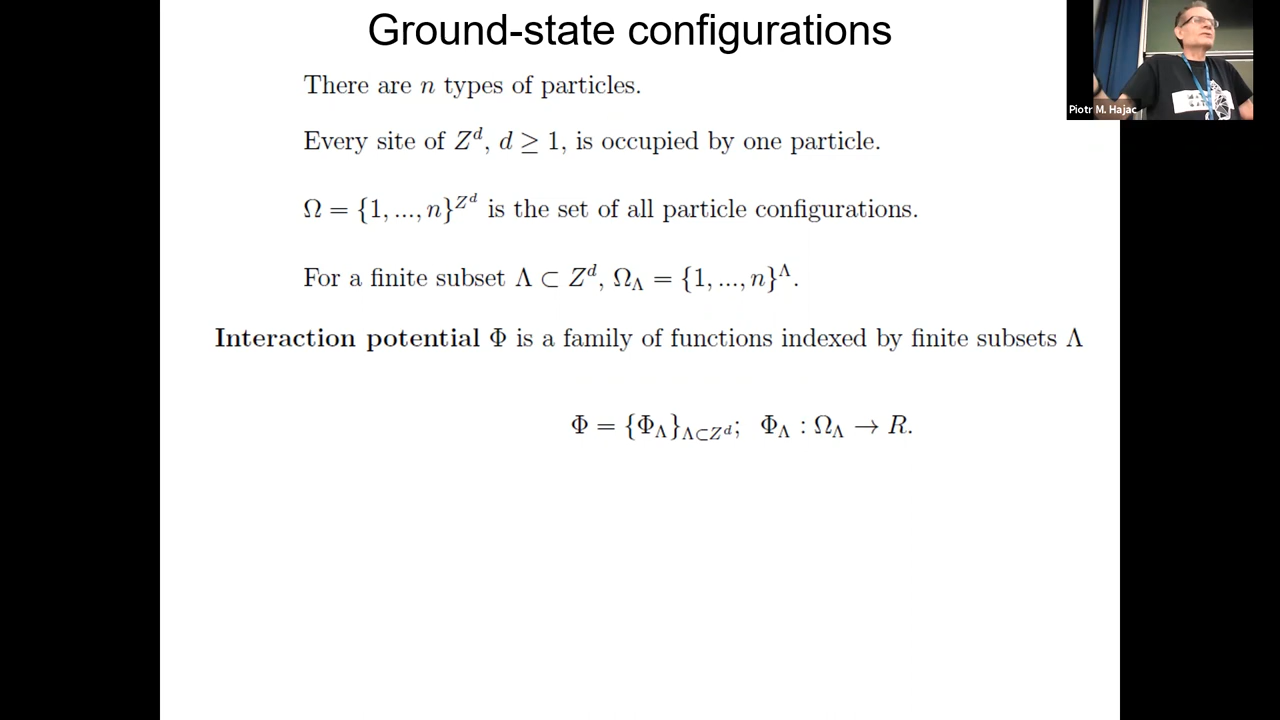 Ground-state configurations
There are n types of particles.
Every site of Z^d, d ≥ 1, is occupied by one particle.
Ω = {1, ..., n}^{Z^d} is the set of all particle configurations.
For a finite subset Λ ⊂ Z^d, Ω_Λ = {1, ..., n}^Λ.
Interaction potential Φ is a family of functions indexed by finite subsets Λ
Φ = {Φ_Λ}_{Λ⊂Z^d}; Φ_Λ : Ω_Λ → R.
Piotr M. Hajac